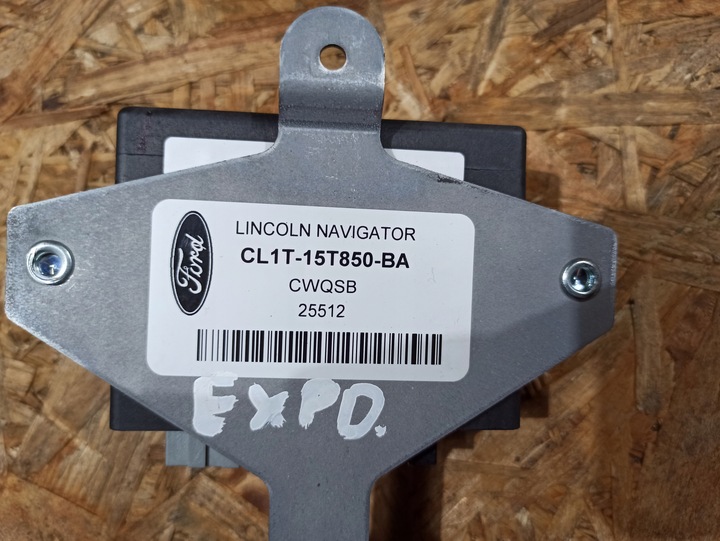 Ford
LINCOLN NAVIGATOR
CL1T-15T850-BA
CWQSB
25512
EXPD.